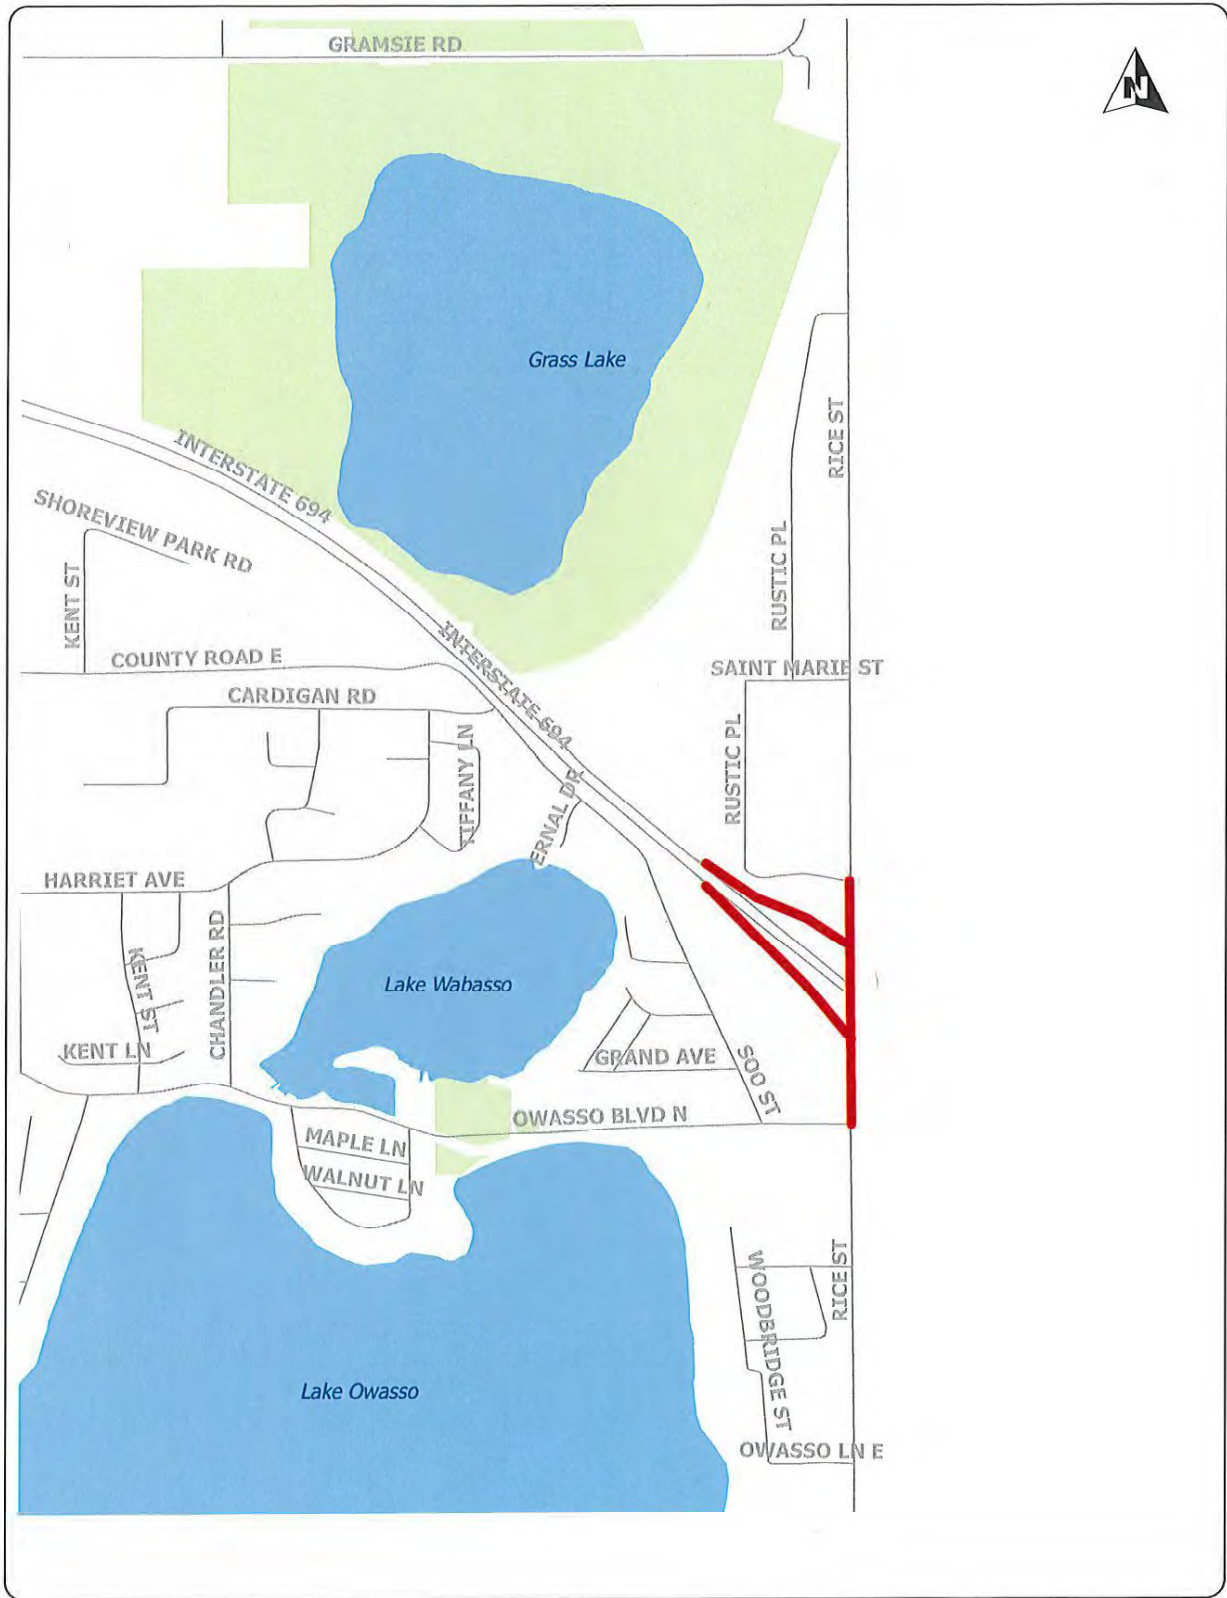 GRAMSIE RD
N
Grass Lake
RICE ST
INTERSTATE 694
SHOREVIEW PARK RD
KENT ST
RUSTIC PL
COUNTY ROAD E
INTERSTATE 694
SAINT MARIE ST
CARDIGAN RD
RUSTIC PL
TIFFANY LN
ERNAL DR
HARRIET AVE
KENT ST
CHANDLER RD
Lake Wabasso
KENT LN
GRAND AVE
SOO ST
OWASSO BLVD N
MAPLE LN
WALNUT LN
WOODBRIDGE ST
RICE ST
Lake Owasso
OWASSO LN E